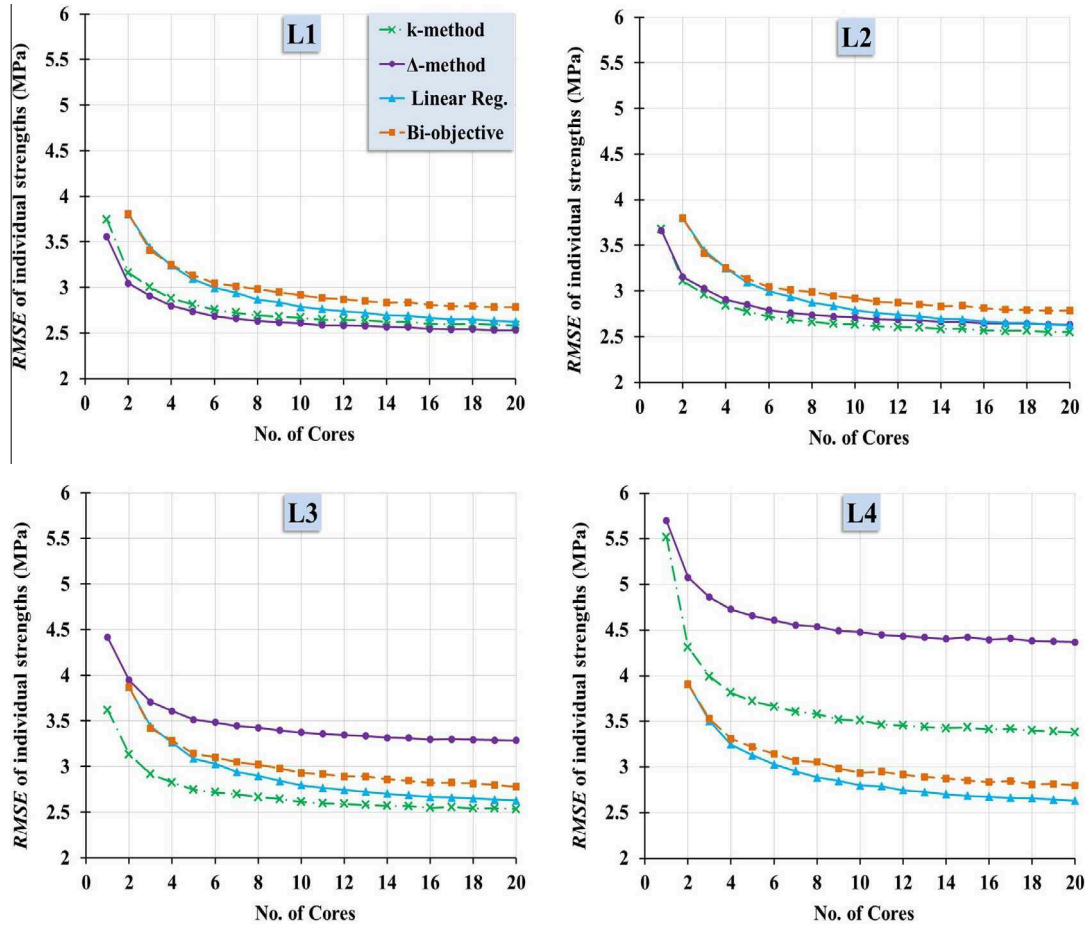 L1
k-method
Δ-method
Linear Reg.
Bi-objective
RMSE of individual strengths (MPa)
6
5.5
5
4.5
4
3.5
3
2.5
2
0 2 4 6 8 10 12 14 16 18 20
No. of Cores
L2
RMSE of individual strengths (MPa)
6
5.5
5
4.5
4
3.5
3
2.5
2
0 2 4 6 8 10 12 14 16 18 20
No. of Cores
L3
RMSE of individual strengths (MPa)
6
5.5
5
4.5
4
3.5
3
2.5
2
0 2 4 6 8 10 12 14 16 18 20
No. of Cores
L4
RMSE of individual strengths (MPa)
6
5.5
5
4.5
4
3.5
3
2.5
2
0 2 4 6 8 10 12 14 16 18 20
No. of Cores